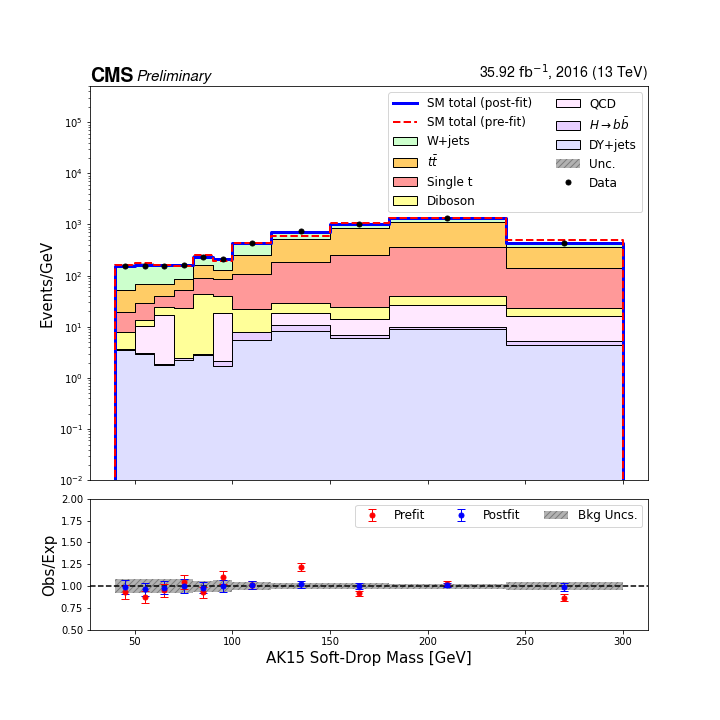 CMS Preliminary
35.92 fb⁻¹, 2016 (13 TeV)
SM total (post-fit)
SM total (pre-fit)
W+jets
tt̄
Single t
Diboson
QCD
H→bb̄
DY+jets
Unc.
Data
Events/GeV
10⁵
10⁴
10³
10²
10¹
10⁰
10⁻¹
10⁻²
Prefit
Postfit
Bkg Uncs.
Obs/Exp
2.00
1.75
1.50
1.25
1.00
0.75
0.50
50
100
150
200
250
300
AK15 Soft-Drop Mass [GeV]